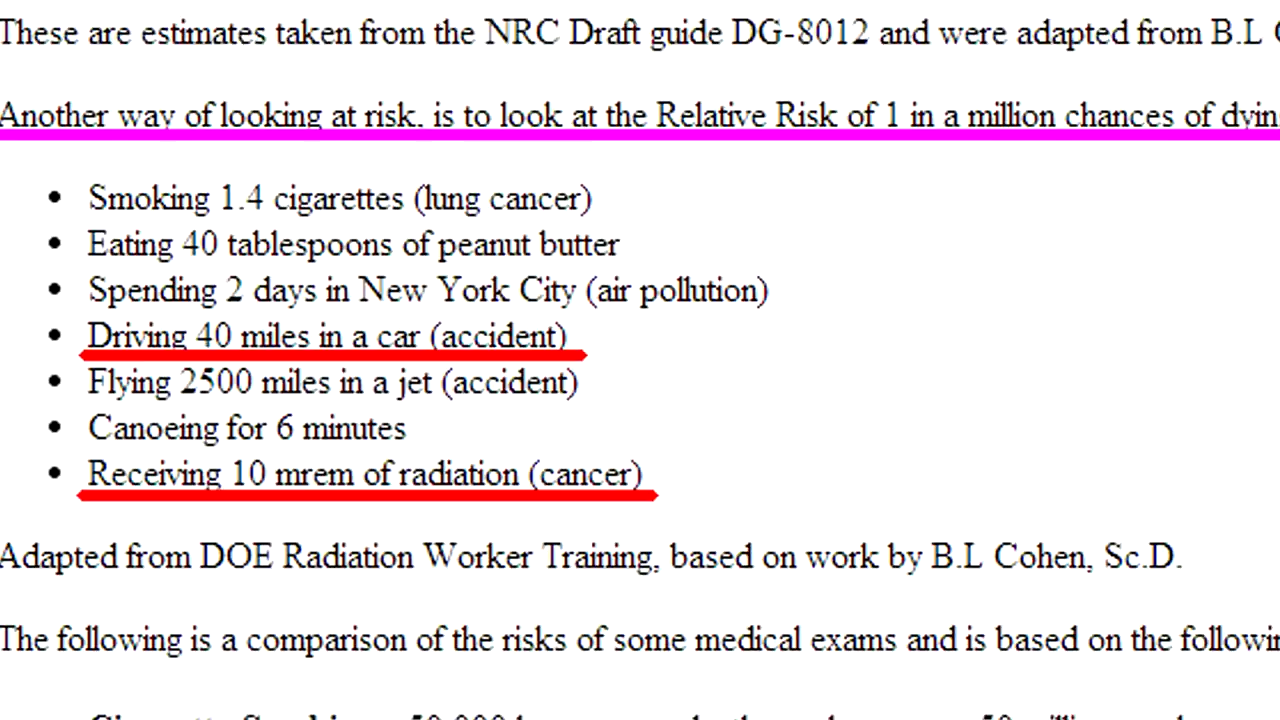 These are estimates taken from the NRC Draft guide DG-8012 and were adapted from B.L
Another way of looking at risk, is to look at the Relative Risk of 1 in a million chances of
• Smoking 1.4 cigarettes (lung cancer)
• Eating 40 tablespoons of peanut butter
• Spending 2 days in New York City (air pollution)
• Driving 40 miles in a car (accident)
• Flying 2500 miles in a jet (accident)
• Canoeing for 6 minutes
• Receiving 10 mrem of radiation (cancer)
Adapted from DOE Radiation Worker Training, based on work by B.L Cohen, Sc.D.
The following is a comparison of the risks of some medical exams and is based on the